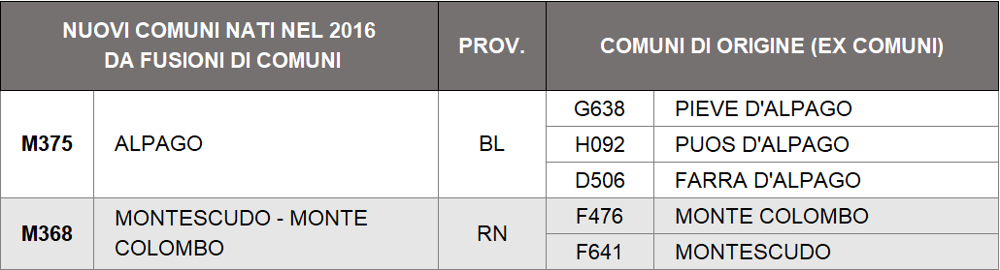 NUOVI COMUNI NATI NEL 2016
DA FUSIONI DI COMUNI
PROV.
COMUNI DI ORIGINE (EX COMUNI)
M375 ALPAGO BL
G638 PIEVE D'ALPAGO
H092 PUOS D'ALPAGO
D506 FARRA D'ALPAGO
M368 MONTESCUDO - MONTE
COLOMBO
RN
F476 MONTE COLOMBO
F641 MONTESCUDO